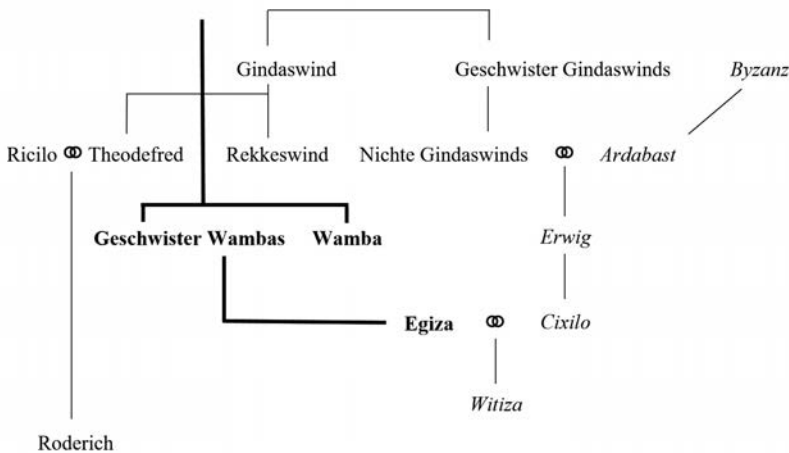 Gindaswind Geschwister Gindaswinds Byzanz
Ricilo ⚭ Theodefred Rekkeswind Nichte Gindaswinds ⚭ Ardabast
Geschwister Wambas Wamba Erwig
Egiza ⚭ Cixilo
Witiza
Roderich